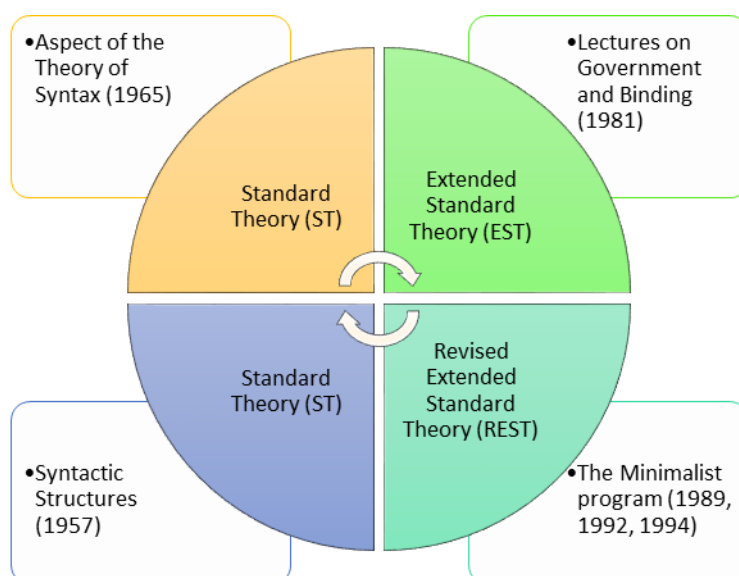 •Aspect of the
Theory of
Syntax (1965)
•Lectures on
Government
and Binding
(1981)
Standard
Theory (ST)
Extended
Standard
Theory (EST)
Standard
Theory (ST)
Revised
Extended
Standard
Theory (REST)
•Syntactic
Structures
(1957)
•The Minimalist
program (1989,
1992, 1994)